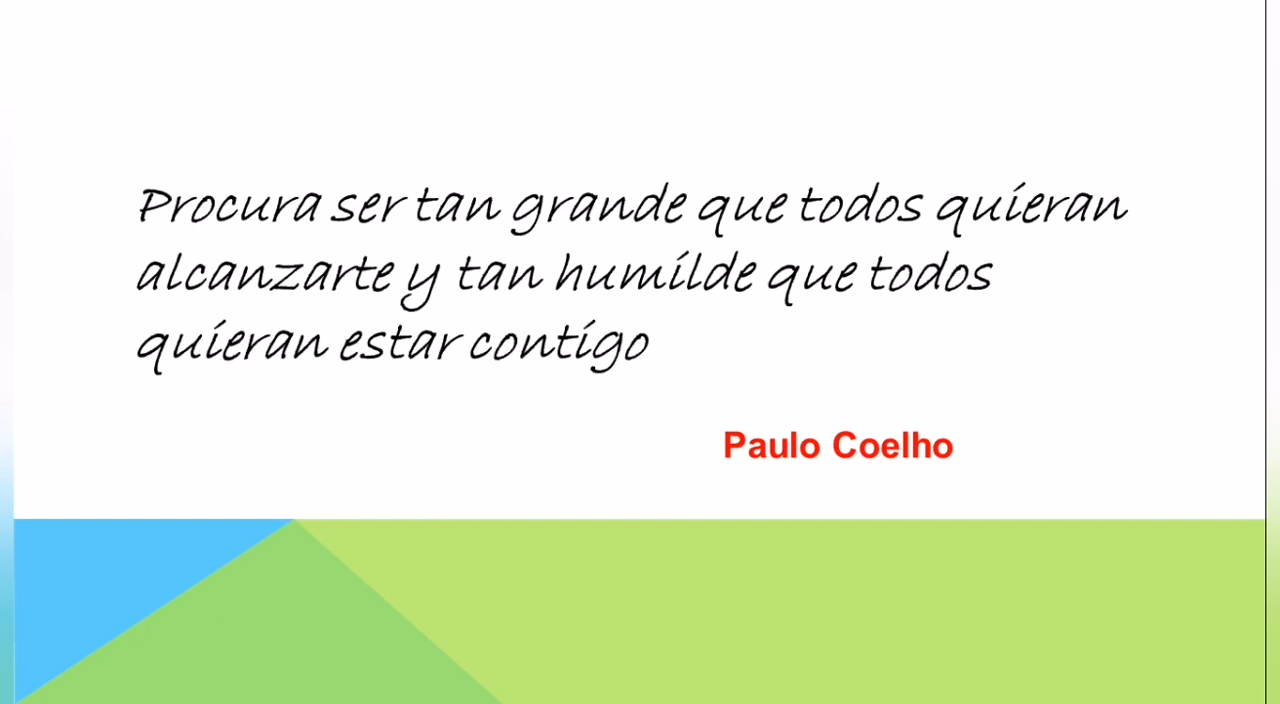 Procura ser tan grande que todos quieran
alcanzarte y tan humilde que todos
quieran estar contigo
Paulo Coelho